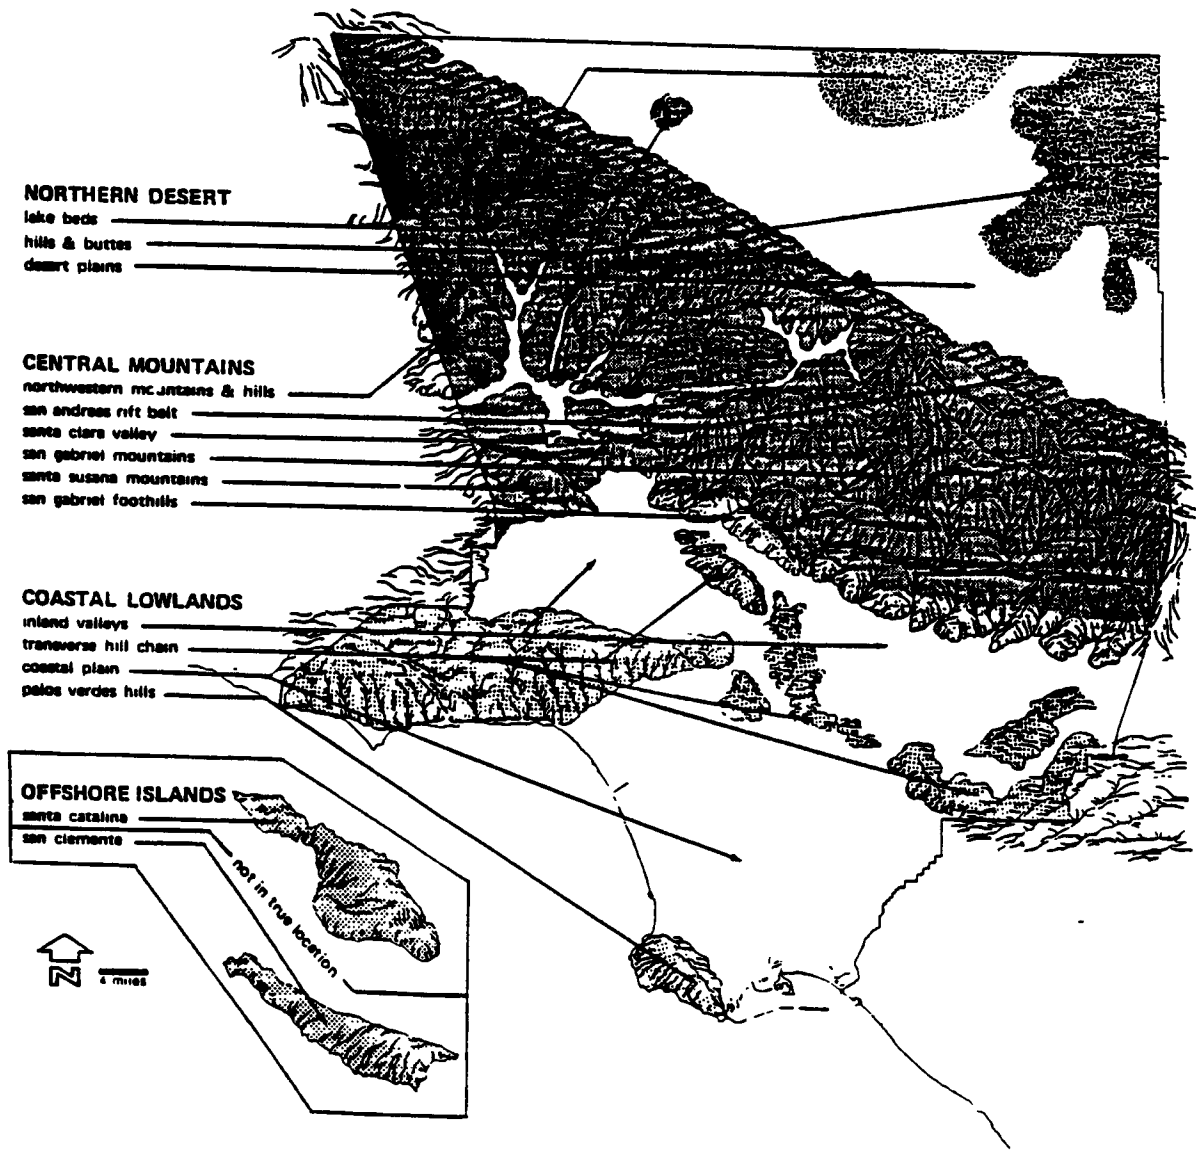 NORTHERN DESERT
lake beds
hills & buttes
desert plains
CENTRAL MOUNTAINS
northwestern mountains & hills
san andreas rift belt
santa clara valley
san gabriel mountains
santa susana mountains
san gabriel foothills
COASTAL LOWLANDS
inland valleys
transverse hill chain
coastal plain
palos verdes hills
OFFSHORE ISLANDS
santa catalina
san clemente
not in true location
N
4 miles